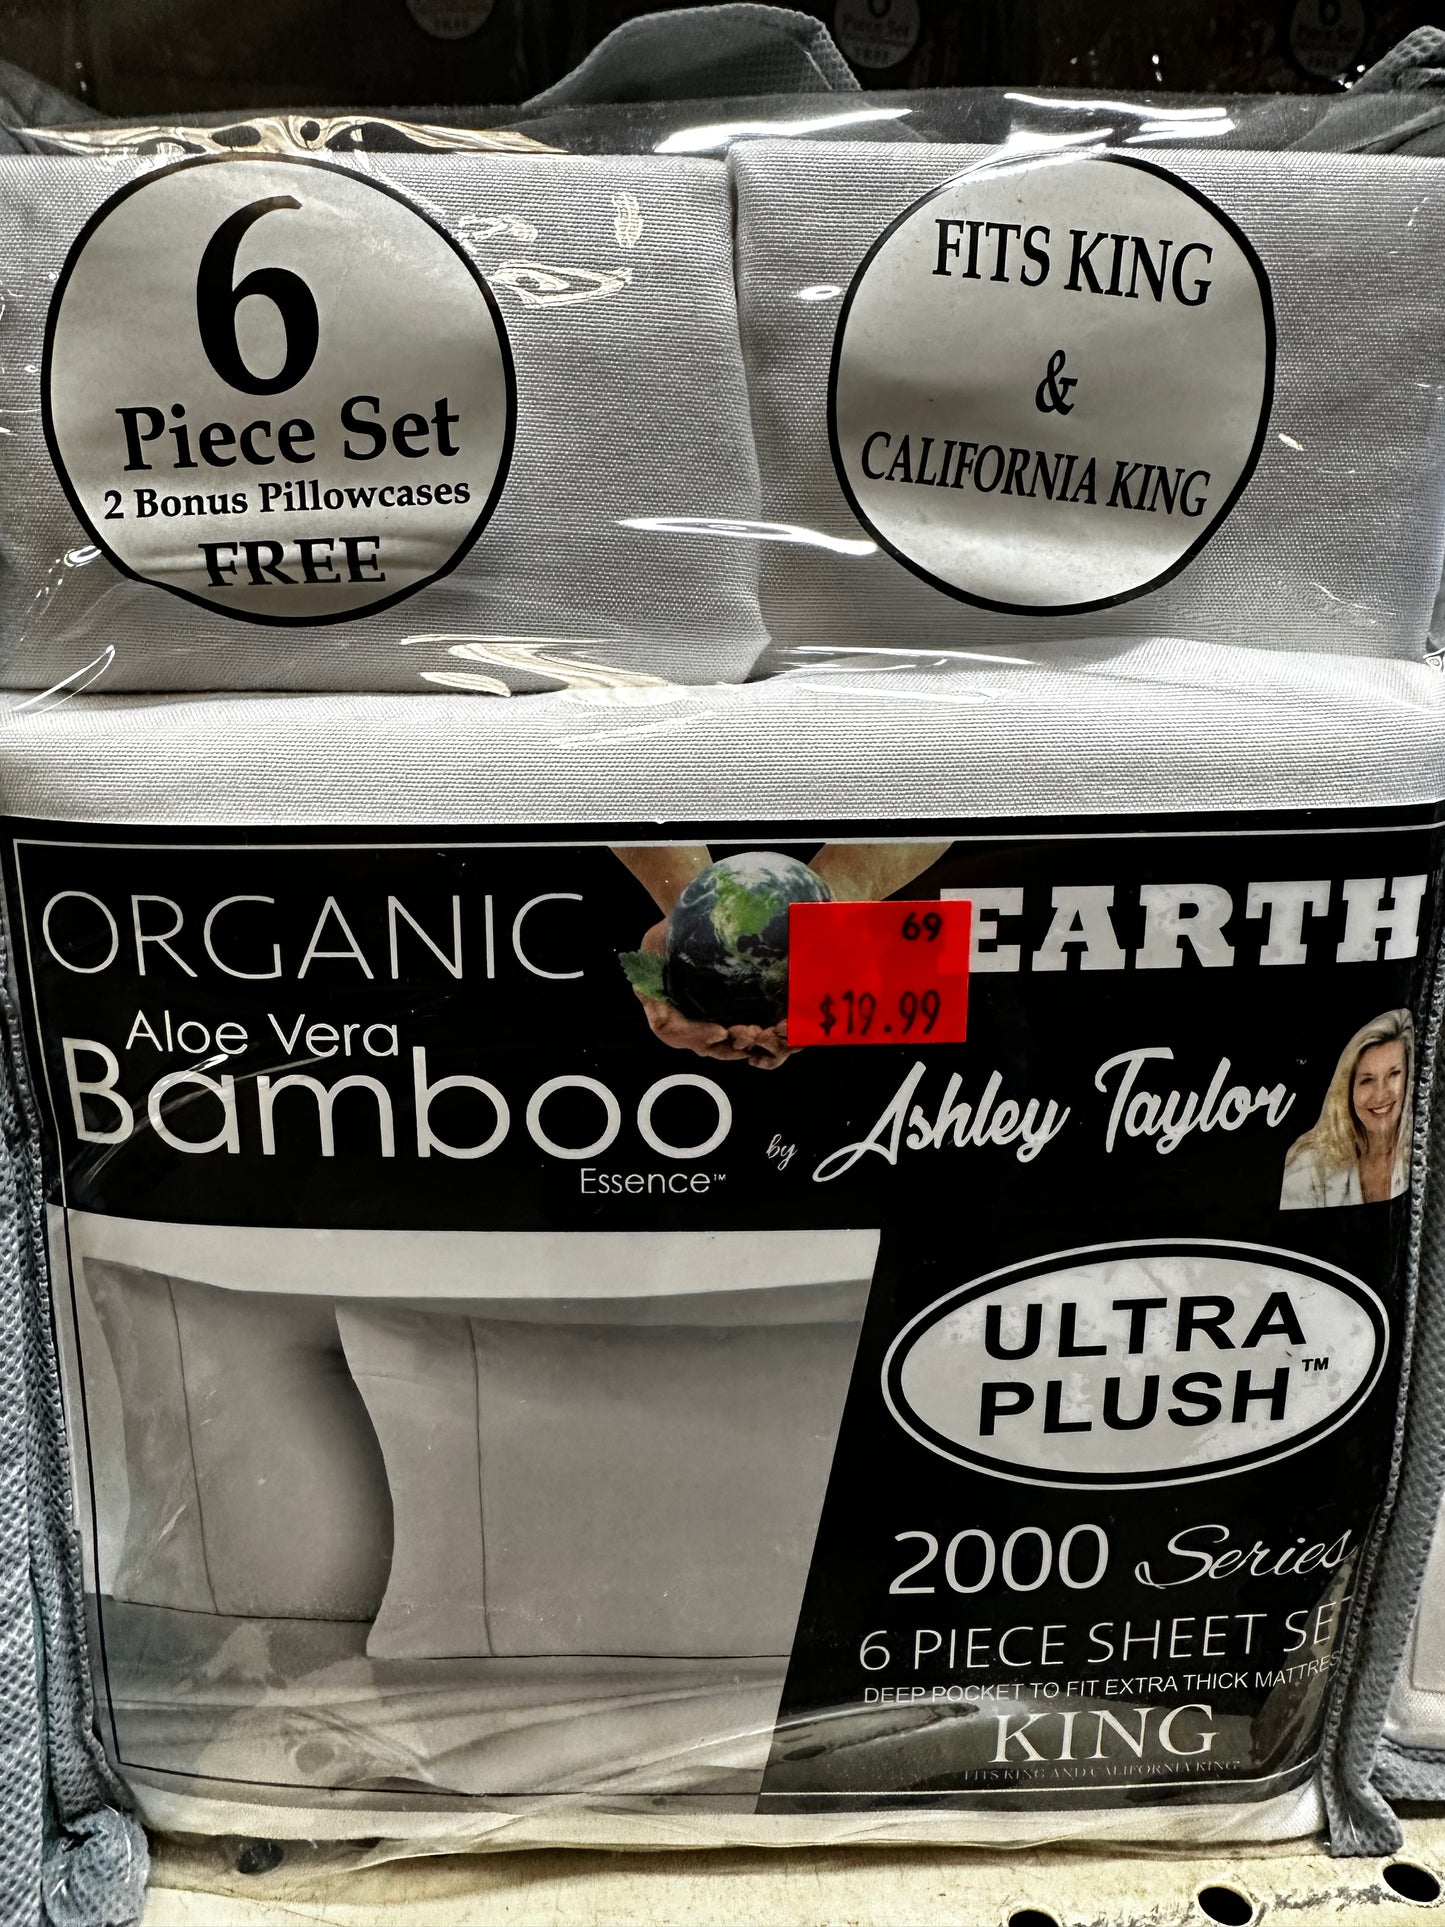 6
Piece Set
2 Bonus Pillowcases
FREE
FITS KING
&
CALIFORNIA KING
ORGANIC EARTH
69
$19.99
Aloe Vera
Bamboo
Essence™
by Ashley Taylor
ULTRA
PLUSH™
2000 Series
6 PIECE SHEET SET
DEEP POCKET TO FIT EXTRA THICK MATTRES
KING
FITS KING AND CALIFORNIA KING